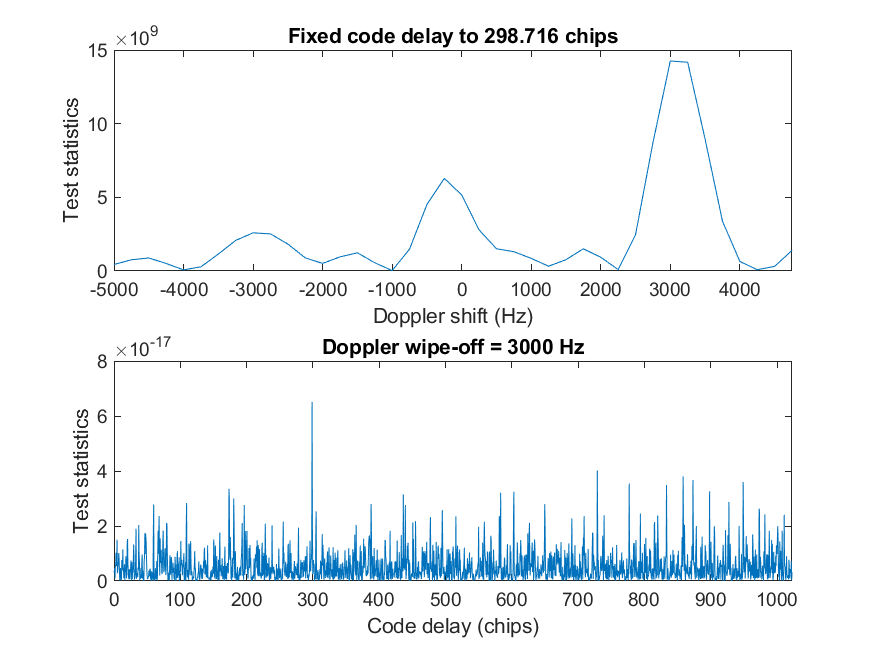 ×10^9
Fixed code delay to 298.716 chips
15
10
5
0
Test statistics
-5000 -4000 -3000 -2000 -1000 0 1000 2000 3000 4000
Doppler shift (Hz)
×10^-17
Doppler wipe-off = 3000 Hz
8
6
4
2
0
Test statistics
0 100 200 300 400 500 600 700 800 900 1000
Code delay (chips)